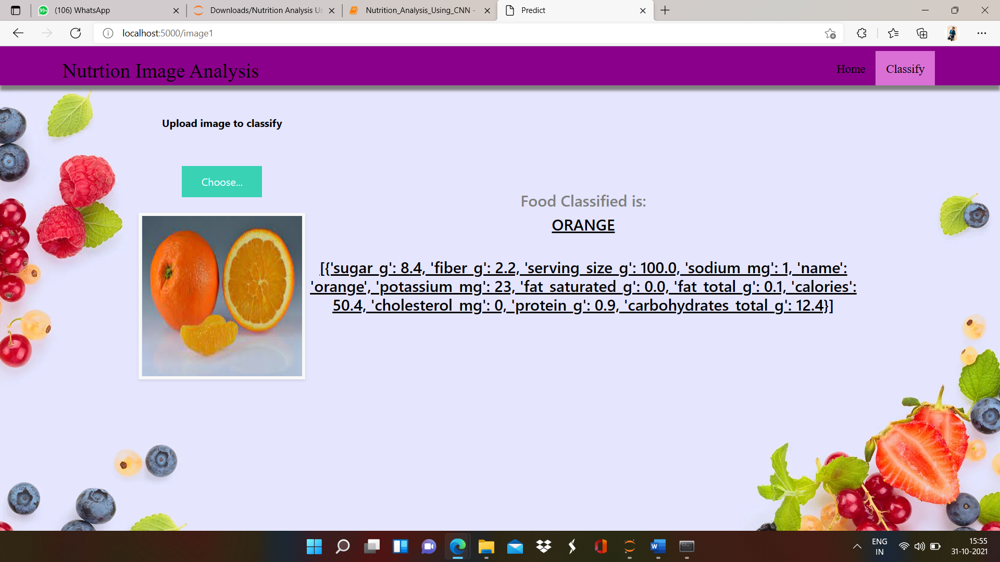 (106) WhatsApp
Downloads/Nutrition Analysis Us
Nutrition_Analysis_Using_CNN -
Predict
localhost:5000/image1
Nutrtion Image Analysis
Home
Classify
Upload image to classify
Choose...
Food Classified is:
ORANGE
[{'sugar_g': 8.4, 'fiber_g': 2.2, 'serving_size_g': 100.0, 'sodium_mg': 1, 'name':
'orange', 'potassium_mg': 23, 'fat_saturated_g': 0.0, 'fat_total_g': 0.1, 'calories':
50.4, 'cholesterol_mg': 0, 'protein_g': 0.9, 'carbohydrates_total_g': 12.4}]
ENG
IN
15:55
31-10-2021